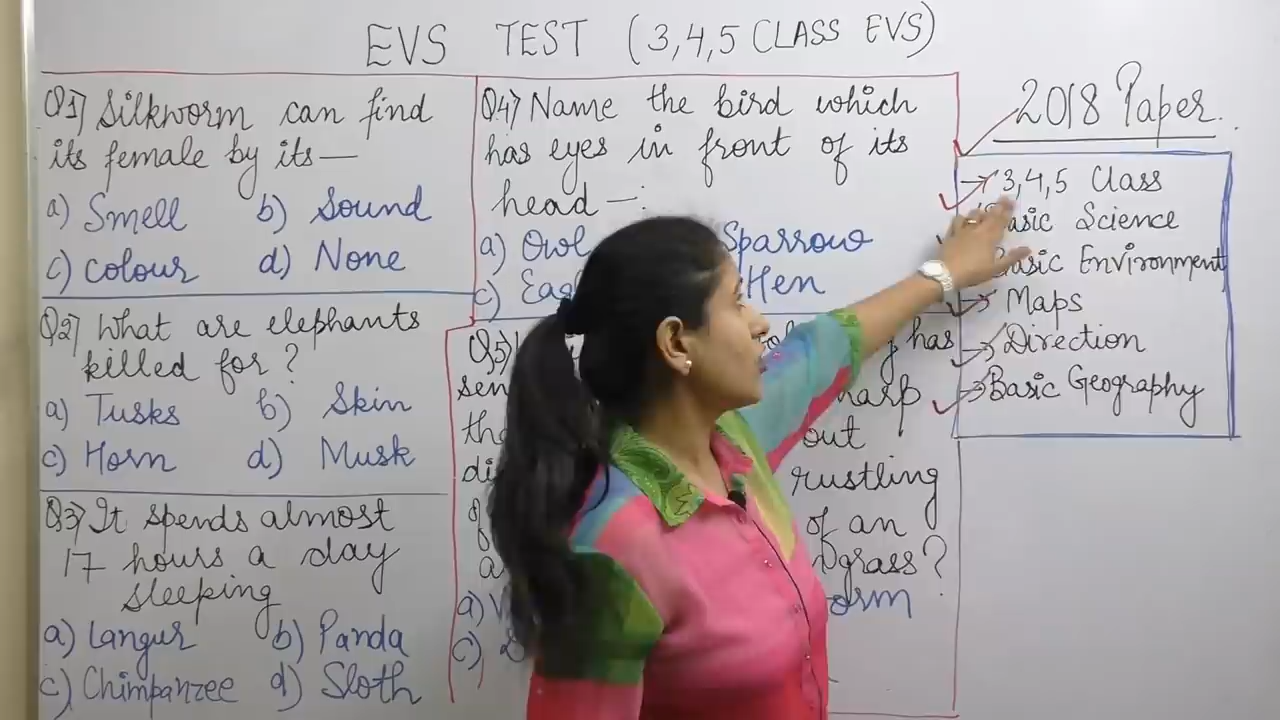 EVS TEST (3,4,5 CLASS EVS)
Q1) Silkworm can find
its female by its—
a) Smell b) Sound
c) colour d) None
Q2) What are elephants
killed for?
a) Tusks b) Skin
c) Horn d) Musk
Q3) It spends almost
17 hours a day
sleeping
a) Langur b) Panda
c) Chimpanzee d) Sloth
Q4) Name the bird which
has eyes in front of its
head —:
a) Owl Sparrow
c) Hen
Q5)
has
out
rustling
of an
grass?
a)
c)
2018 Paper.
→ 3,4,5 Class
Basic Science
Basic Environment
→ Maps
→ Direction
→ Basic Geography